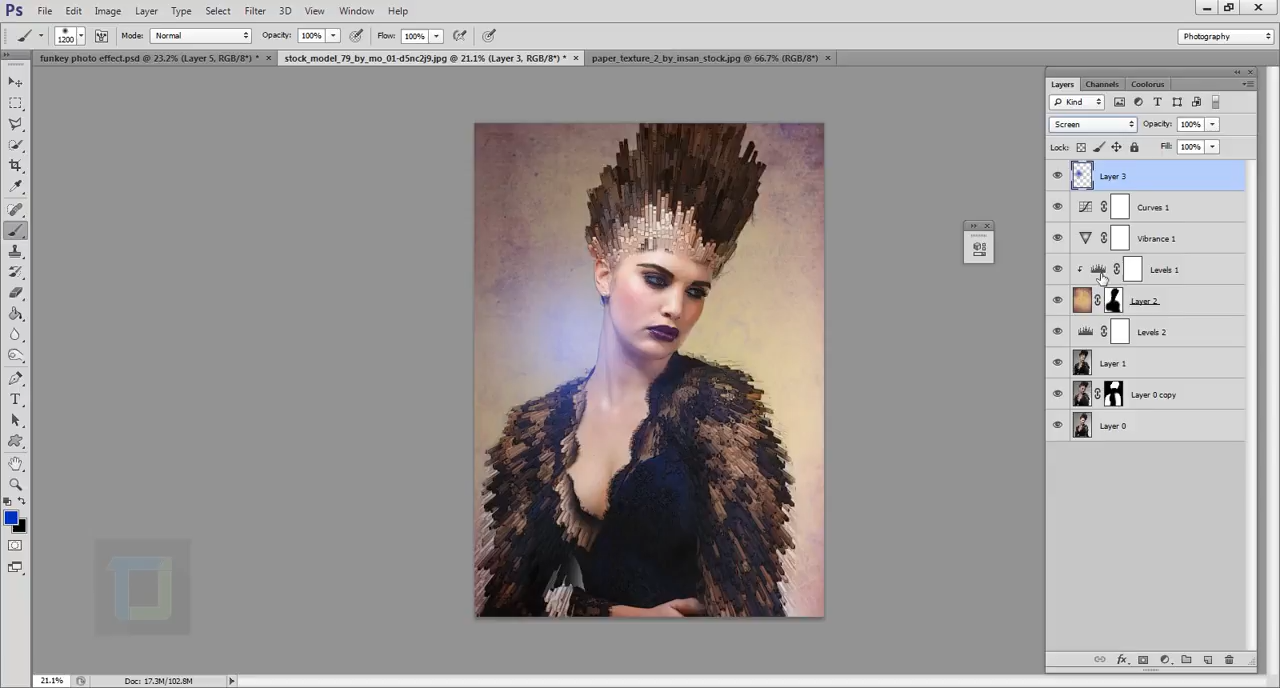 Ps File Edit Image Layer Type Select Filter 3D View Window Help
1200 Mode: Normal Opacity: 100% Flow: 100% Photography
funkey photo effect.psd @ 23.2% (Layer 5, RGB/8*) * × stock_model_79_by_mo_01-d5nc2j9.jpg @ 21.1% (Layer 3, RGB/8*) * × paper_texture_2_by_insan_stock.jpg @ 66.7% (RGB/8*) ×
Layers Channels Coolorus
Kind
Screen Opacity: 100%
Lock: Fill: 100%
Layer 3
Curves 1
Vibrance 1
Levels 1
Layer 2
Levels 2
Layer 1
Layer 0 copy
Layer 0
fx
21.1% Doc: 17.3M/102.8M